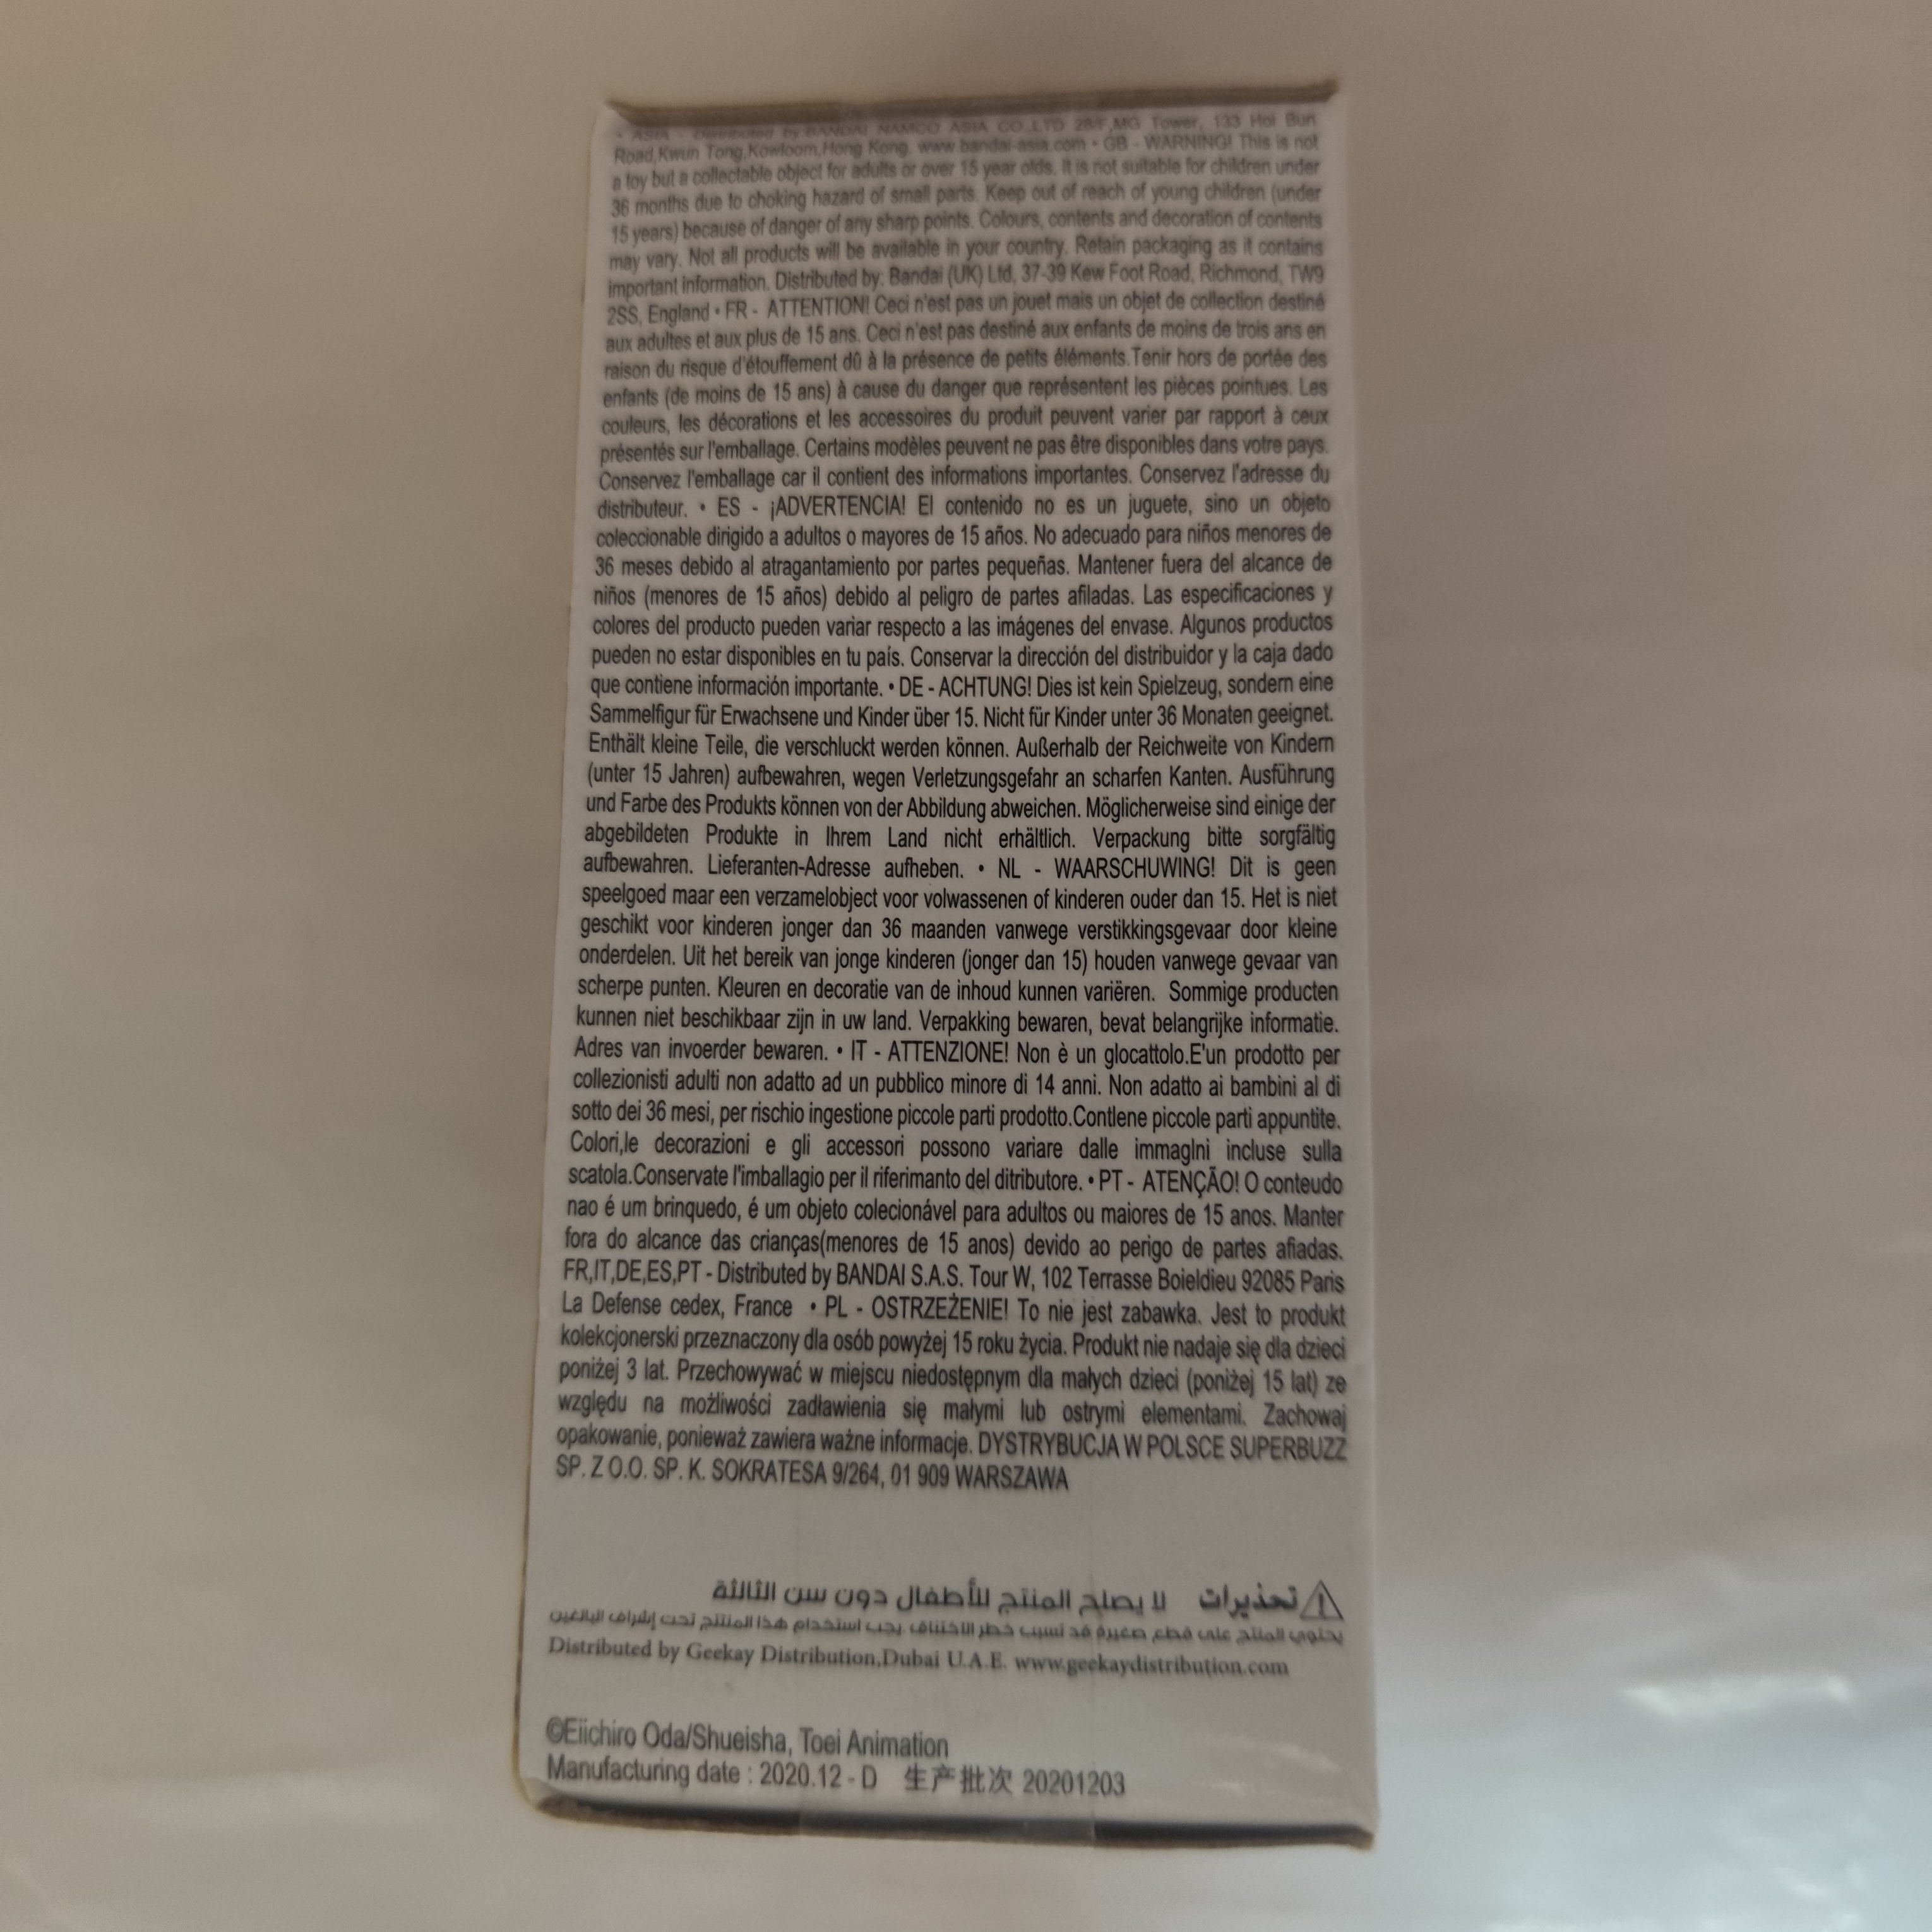 • ASIA - Distributed by:BANDAI NAMCO ASIA CO.,LTD 28/F,MG Tower, 133 Hoi Bun
Road,Kwun Tong,Kowloom,Hong Kong. www.bandai-asia.com • GB - WARNING! This is not
a toy but a collectable object for adults or over 15 year olds. It is not suitable for children under
36 months due to choking hazard of small parts. Keep out of reach of young children (under
15 years) because of danger of any sharp points. Colours, contents and decoration of contents
may vary. Not all products will be available in your country. Retain packaging as it contains
important information. Distributed by: Bandai (UK) Ltd, 37-39 Kew Foot Road, Richmond, TW9
2SS, England • FR - ATTENTION! Ceci n'est pas un jouet mais un objet de collection destiné
aux adultes et aux plus de 15 ans. Ceci n'est pas destiné aux enfants de moins de trois ans en
raison du risque d'étouffement dû à la présence de petits éléments.Tenir hors de portée des
enfants (de moins de 15 ans) à cause du danger que représentent les pièces pointues. Les
couleurs, les décorations et les accessoires du produit peuvent varier par rapport à ceux
présentés sur l'emballage. Certains modèles peuvent ne pas être disponibles dans votre pays.
Conservez l'emballage car il contient des informations importantes. Conservez l'adresse du
distributeur. • ES - ¡ADVERTENCIA! El contenido no es un juguete, sino un objeto
coleccionable dirigido a adultos o mayores de 15 años. No adecuado para niños menores de
36 meses debido al atragantamiento por partes pequeñas. Mantener fuera del alcance de
niños (menores de 15 años) debido al peligro de partes afiladas. Las especificaciones y
colores del producto pueden variar respecto a las imágenes del envase. Algunos productos
pueden no estar disponibles en tu país. Conservar la dirección del distribuidor y la caja dado
que contiene información importante. • DE - ACHTUNG! Dies ist kein Spielzeug, sondern eine
Sammelfigur für Erwachsene und Kinder über 15. Nicht für Kinder unter 36 Monaten geeignet.
Enthält kleine Teile, die verschluckt werden können. Außerhalb der Reichweite von Kindern
(unter 15 Jahren) aufbewahren, wegen Verletzungsgefahr an scharfen Kanten. Ausführung
und Farbe des Produkts können von der Abbildung abweichen. Möglicherweise sind einige der
abgebildeten Produkte in Ihrem Land nicht erhältlich. Verpackung bitte sorgfältig
aufbewahren. Lieferanten-Adresse aufheben. • NL - WAARSCHUWING! Dit is geen
speelgoed maar een verzamelobject voor volwassenen of kinderen ouder dan 15. Het is niet
geschikt voor kinderen jonger dan 36 maanden vanwege verstikkingsgevaar door kleine
onderdelen. Uit het bereik van jonge kinderen (jonger dan 15) houden vanwege gevaar van
scherpe punten. Kleuren en decoratie van de inhoud kunnen variëren. Sommige producten
kunnen niet beschikbaar zijn in uw land. Verpakking bewaren, bevat belangrijke informatie.
Adres van invoerder bewaren. • IT - ATTENZIONE! Non è un glocattolo.E'un prodotto per
collezionisti adulti non adatto ad un pubblico minore di 14 anni. Non adatto ai bambini al di
sotto dei 36 mesi, per rischio ingestione piccole parti prodotto.Contlene piccole parti appuntite.
Colori,le decorazioni e gli accessori possono variare dalle immaglni incluse sulla
scatola.Conservate l'imballagio per il riferimanto del ditributore. • PT - ATENÇÃO! O conteudo
nao é um brinquedo, é um objeto colecionável para adultos ou maiores de 15 anos. Manter
fora do alcance das crianças(menores de 15 anos) devido ao perigo de partes afiadas.
FR,IT,DE,ES,PT - Distributed by BANDAI S.A.S. Tour W, 102 Terrasse Boieldieu 92085 Paris
La Defense cedex, France • PL - OSTRZEŻENIE! To nie jest zabawka. Jest to produkt
kolekcjonerski przeznaczony dla osób powyżej 15 roku życia. Produkt nie nadaje się dla dzieci
poniżej 3 lat. Przechowywać w miejscu niedostępnym dla małych dzieci (poniżej 15 lat) ze
względu na możliwości zadławienia się małymi lub ostrymi elementami. Zachowaj
opakowanie, ponieważ zawiera ważne informacje. DYSTRYBUCJA W POLSCE SUPERBUZZ
SP. Z O.O. SP. K. SOKRATESA 9/264, 01 909 WARSZAWA
تحذيرات لا يصلح المنتج للأطفال دون سن الثالثة
يحتوي المنتج على قطع صغيرة قد تسبب خطر الاختناق. يجب استخدام هذا المنتج تحت إشراف البالغين
Distributed by Geekay Distribution,Dubai U.A.E. www.geekaydistribution.com
©Eiichiro Oda/Shueisha, Toei Animation
Manufacturing date : 2020.12 - D 生产批次 20201203